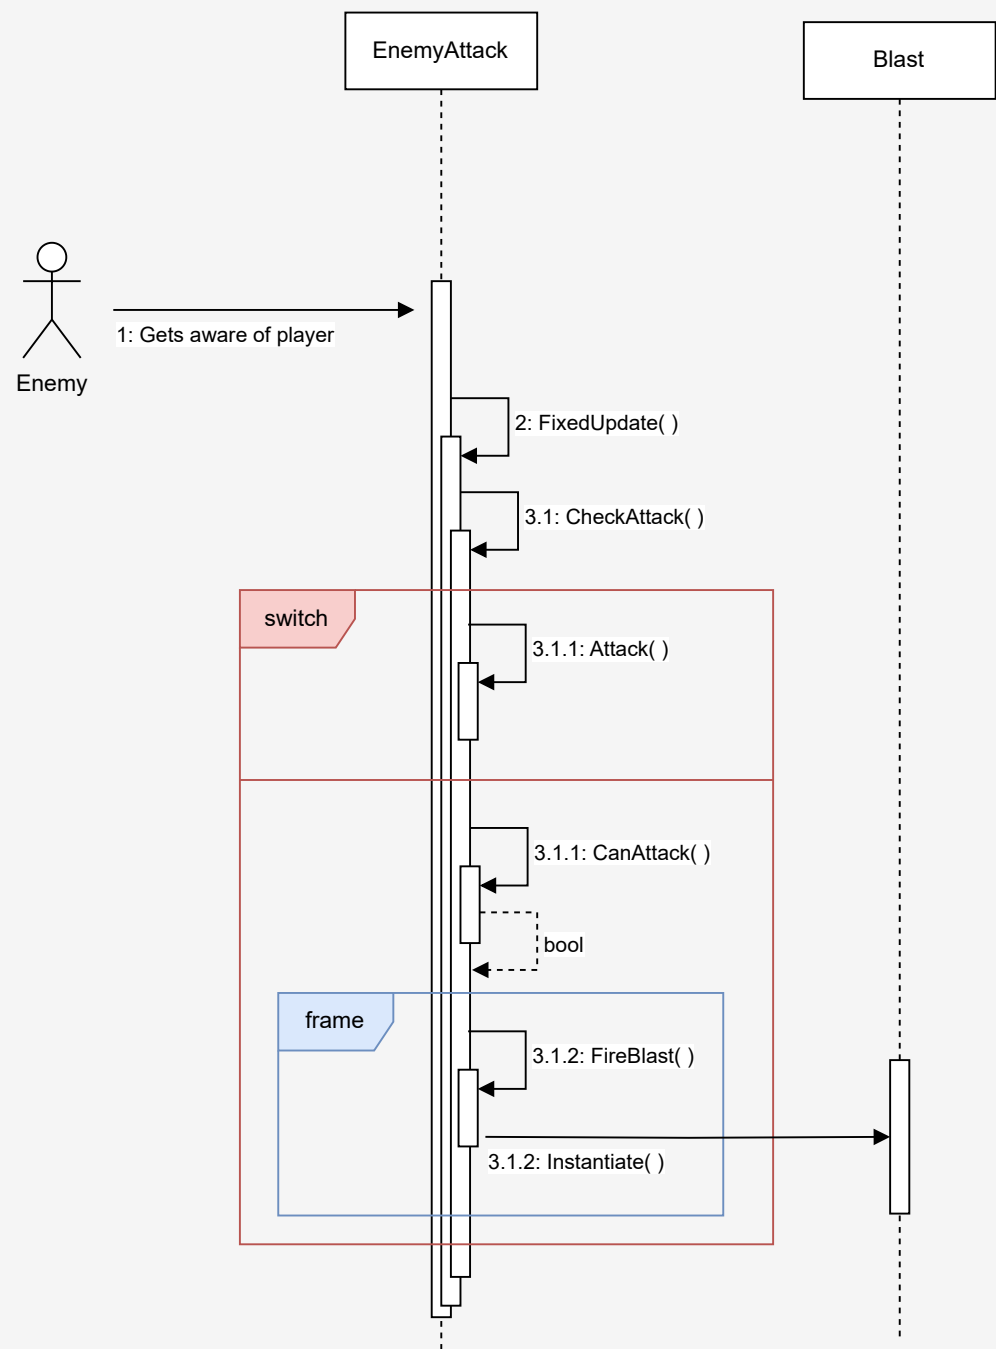 EnemyAttack
Blast
1: Gets aware of player
Enemy
2: FixedUpdate( )
3.1: CheckAttack( )
switch
3.1.1: Attack( )
3.1.1: CanAttack( )
bool
frame
3.1.2: FireBlast( )
3.1.2: Instantiate( )